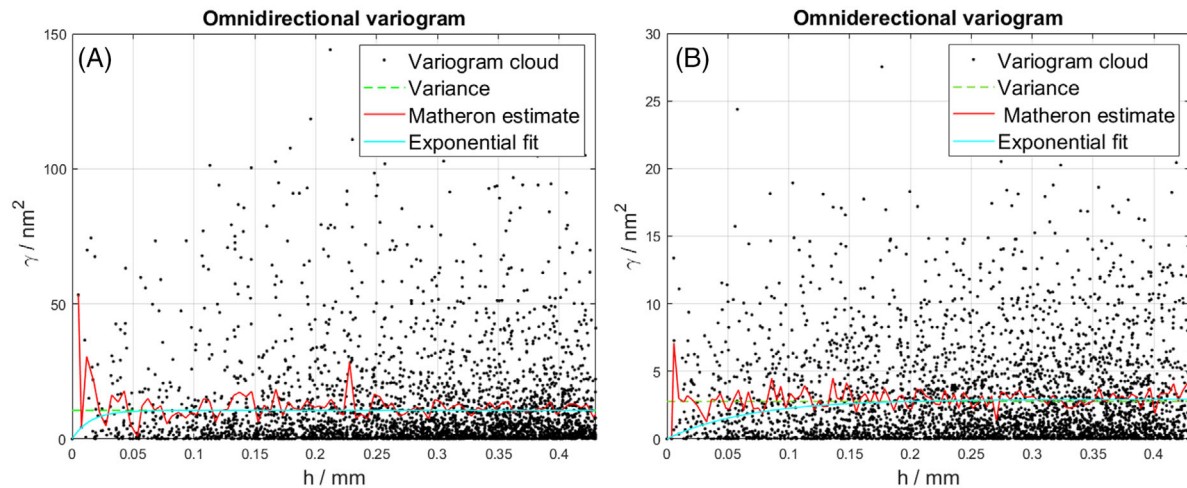 Omnidirectional variogram
(A)
Variogram cloud
Variance
Matheron estimate
Exponential fit
150
100
50
0
γ / nm²
0 0.05 0.1 0.15 0.2 0.25 0.3 0.35 0.4
h / mm
Omniderectional variogram
(B)
Variogram cloud
Variance
Matheron estimate
Exponential fit
30
25
20
15
10
5
0
γ / nm²
0 0.05 0.1 0.15 0.2 0.25 0.3 0.35 0.4
h / mm